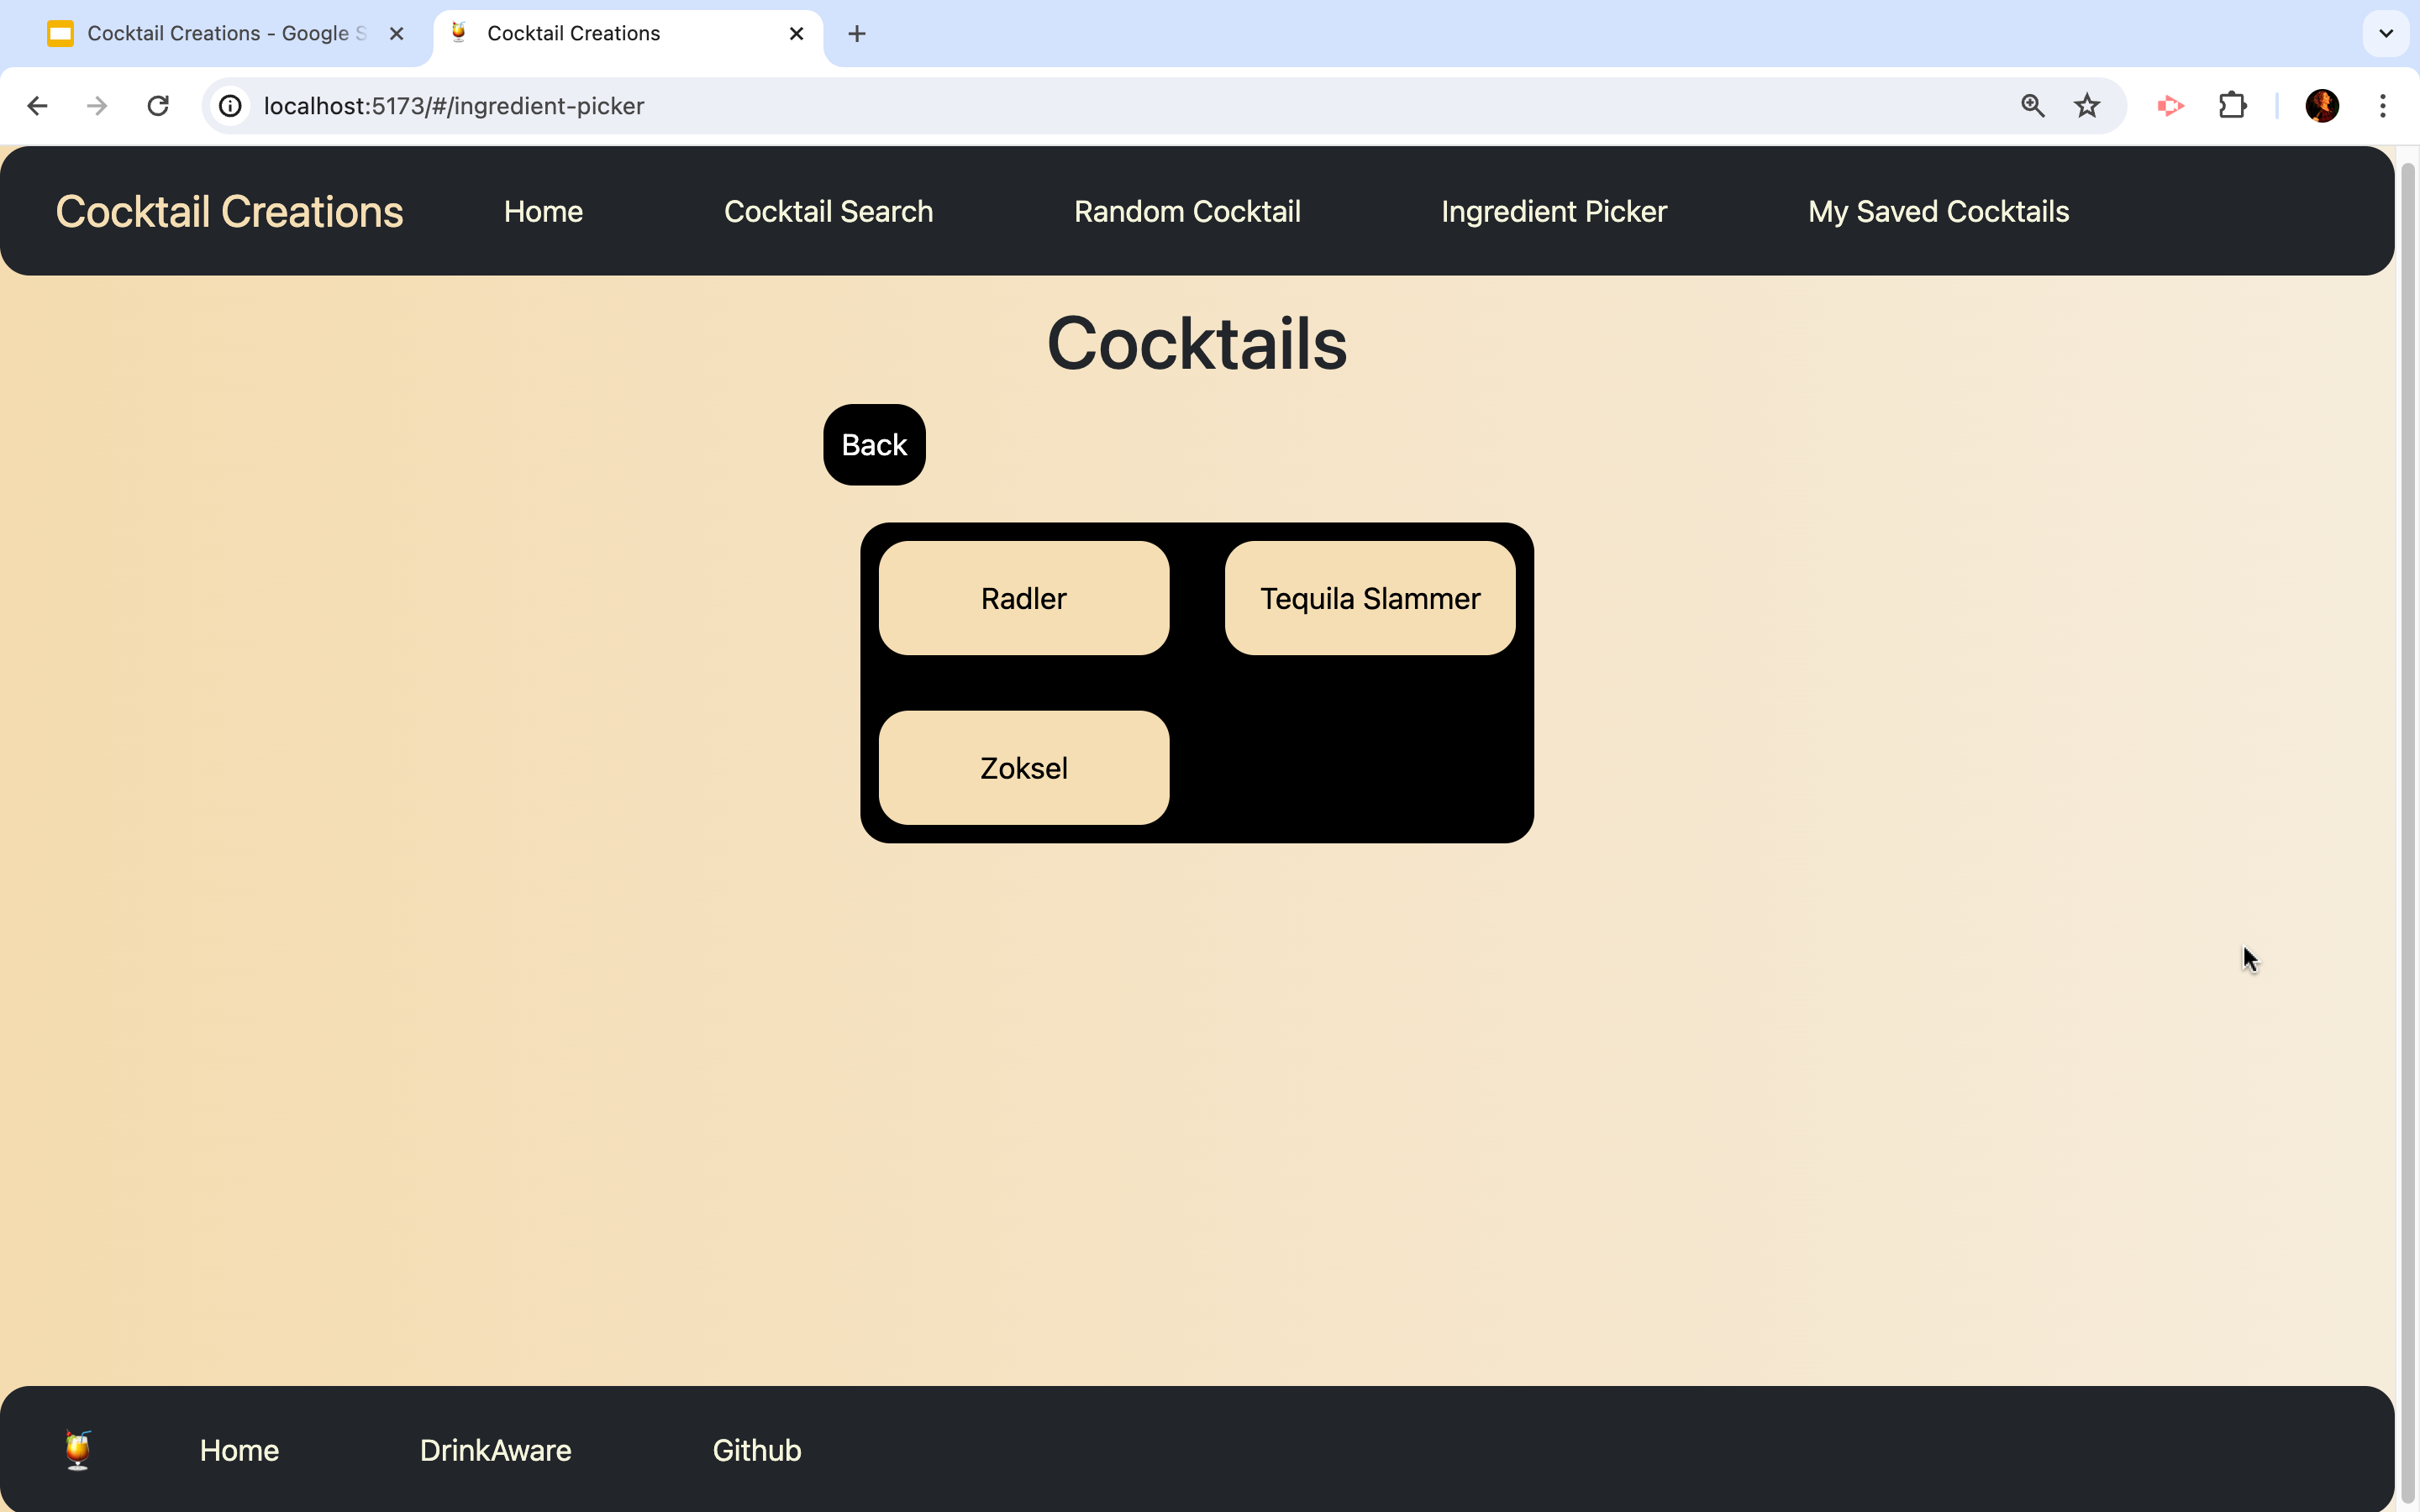 Cocktail Creations - Google S
Cocktail Creations
localhost:5173/#/ingredient-picker
Cocktail Creations Home Cocktail Search Random Cocktail Ingredient Picker My Saved Cocktails
Cocktails
Back
Radler Tequila Slammer
Zoksel
Home DrinkAware Github